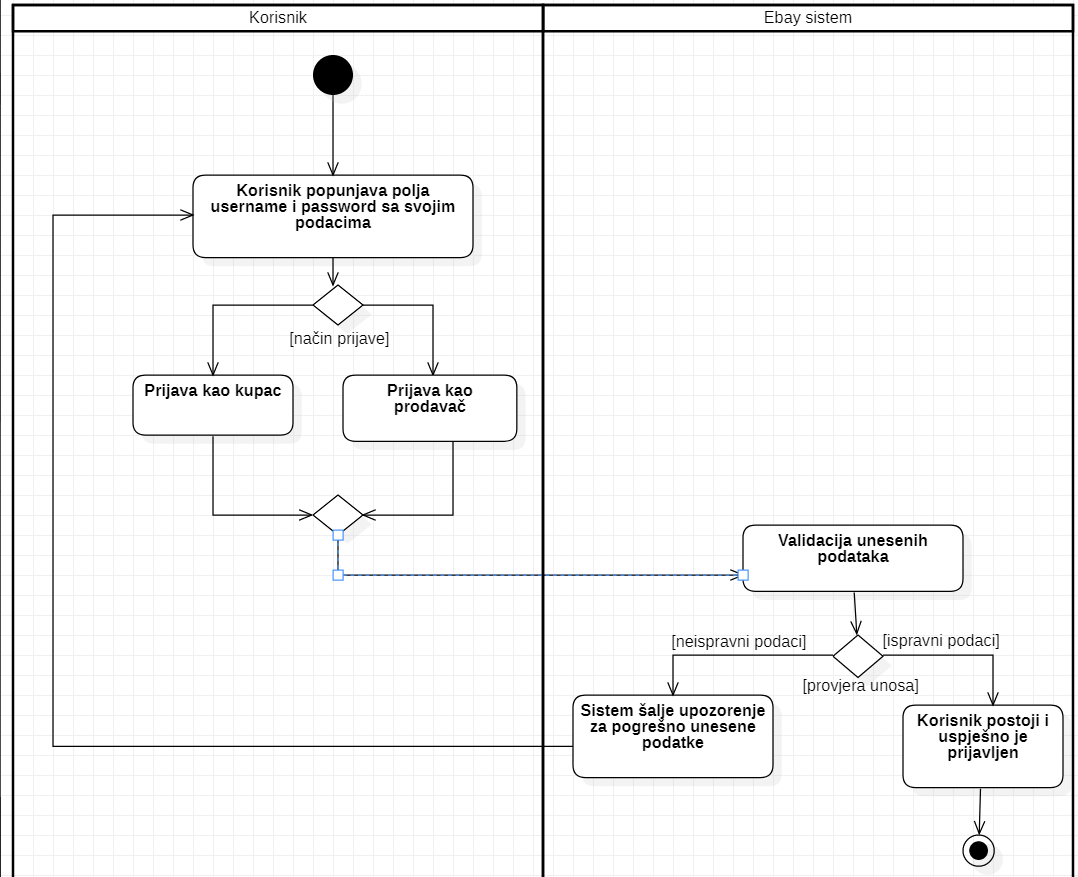 Korisnik
Ebay sistem
Korisnik popunjava polja
username i password sa svojim
podacima
[način prijave]
Prijava kao kupac
Prijava kao
prodavač
Validacija unesenih
podataka
[neispravni podaci]
[ispravni podaci]
[provjera unosa]
Sistem šalje upozorenje
za pogrešno unesene
podatke
Korisnik postoji i
uspješno je
prijavljen